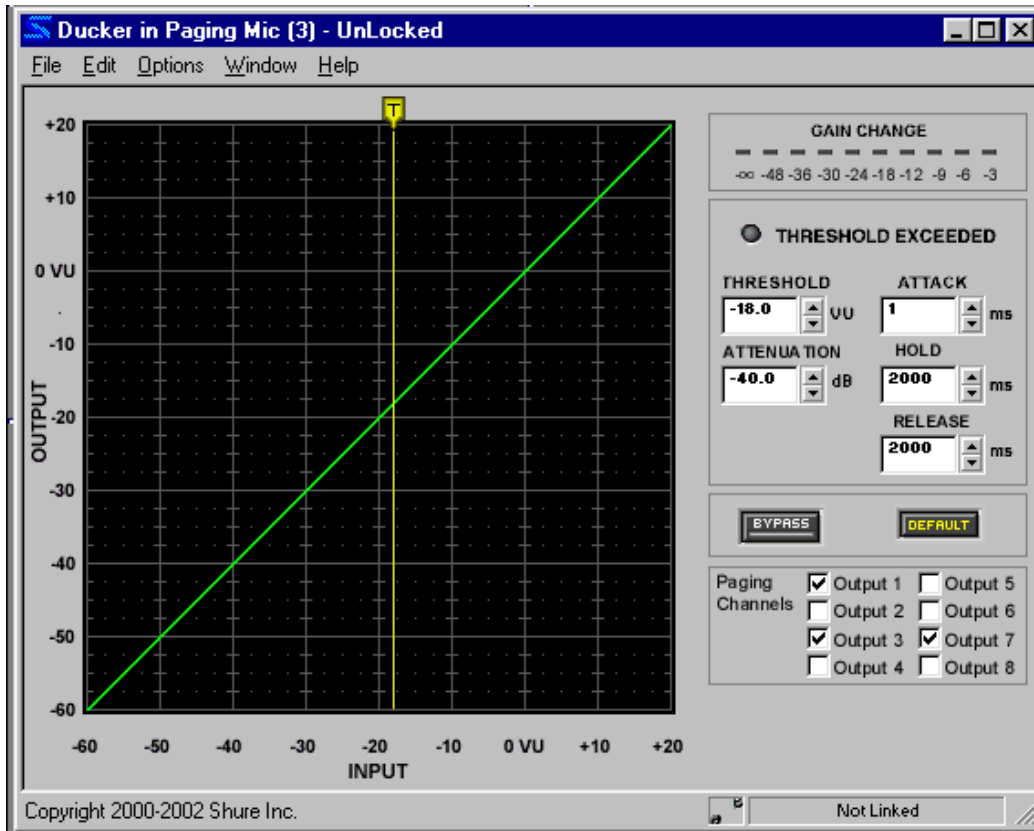 Ducker in Paging Mic (3) - UnLocked
File Edit Options Window Help
T
+20
+10
0 VU
-10
-20
-30
-40
-50
-60
OUTPUT
-60 -50 -40 -30 -20 -10 0 VU +10 +20
INPUT
GAIN CHANGE
-∞ -48 -36 -30 -24 -18 -12 -9 -6 -3
THRESHOLD EXCEEDED
THRESHOLD ATTACK
-18.0 VU 1 ms
ATTENUATION HOLD
-40.0 dB 2000 ms
RELEASE
2000 ms
BYPASS DEFAULT
Paging Channels
Output 1 Output 5
Output 2 Output 6
Output 3 Output 7
Output 4 Output 8
Copyright 2000-2002 Shure Inc. Not Linked